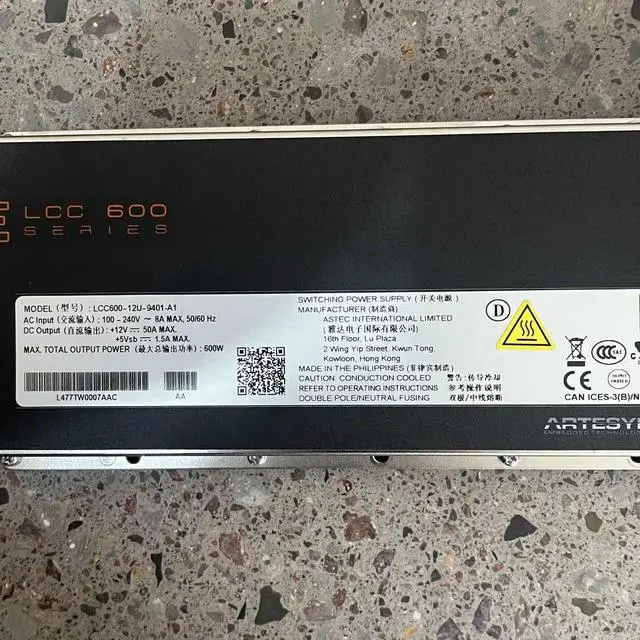 LCC 600
SERIES
MODEL (型号): LCC600-12U-9401-A1
AC Input (交流输入): 100 - 240V ~ 8A MAX, 50/60 Hz
DC Output (直流输出): +12V ⎓ 50A MAX.
+5Vsb ⎓ 1.5A MAX.
MAX. TOTAL OUTPUT POWER (最大总输出功率): 600W
L477TW0007AAC
AA
SWITCHING POWER SUPPLY (开关电源)
MANUFACTURER (制造商)
ASTEC INTERNATIONAL LIMITED
(雅达电子国际有限公司)
16th Floor, Lu Plaza
2 Wing Yip Street, Kwun Tong,
Kowloon, Hong Kong
MADE IN THE PHILIPPINES (菲律宾制造)
CAUTION CONDUCTION COOLED 警告:传导冷却
REFER TO OPERATING INSTRUCTIONS 参考操作说明
DOUBLE POLE/NEUTRAL FUSING 双极/中线熔断
D
CCC
CE
10
CAN ICES-3(B)/N
ARTESY
EMBEDDED TECHNOLOG